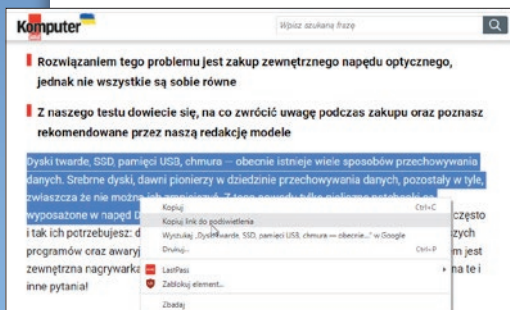 Komputer
Wpisz szukaną frazę
Rozwiązaniem tego problemu jest zakup zewnętrznego napędu optycznego,
jednak nie wszystkie są sobie równe
Z naszego testu dowiecie się, na co zwrócić uwagę podczas zakupu oraz poznasz
rekomendowane przez naszą redakcję modele
Dyski twarde, SSD, pamięci USB, chmura — obecnie istnieje wiele sposobów przechowywania
danych. Srebrne dyski, dawni pionierzy w dziedzinie przechowywania danych, pozostały w tyle,
zwłaszcza że nie można ich
wyposażone w napęd D często
Kopiuj Ctrl+C
Kopiuj link do podświetlenia
i tak ich potrzebujesz: d zych
Wyszukaj „Dyski twarde, SSD, pamięci USB, chmura — obecnie..." w Google
programów oraz awaryj m jest
Drukuj... Ctrl+P
zewnętrzna nagrywarka na te i
LastPass
inne pytania!
Zablokuj element...
Zbadaj